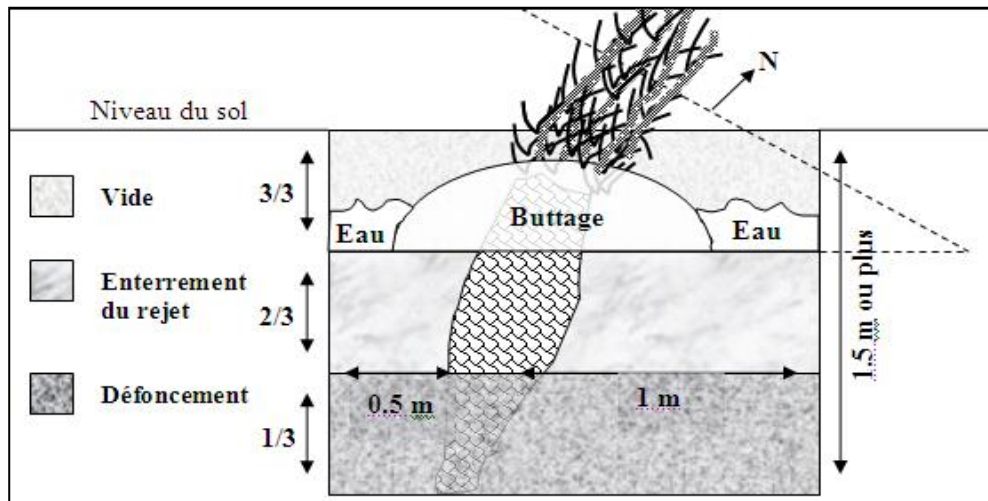 N
Niveau du sol
Vide
3/3
Buttage
Eau
Eau
Enterrement
du rejet
2/3
1,5 m ou plus
Défoncement
0.5 m
1 m
1/3